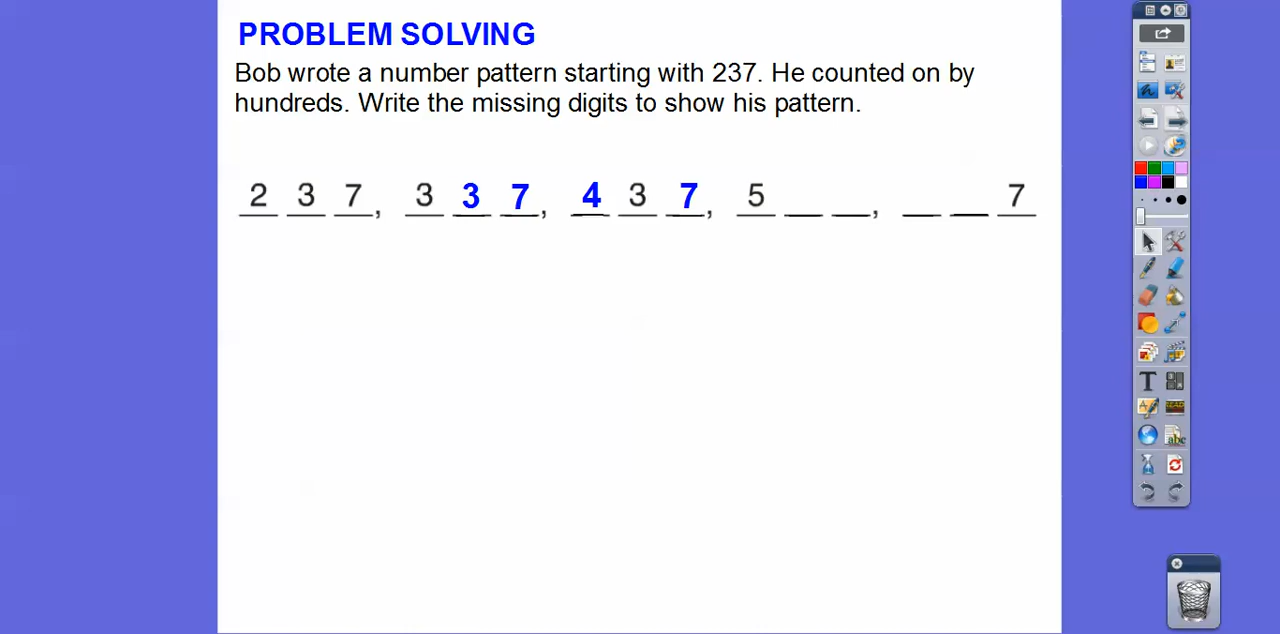 PROBLEM SOLVING
Bob wrote a number pattern starting with 237. He counted on by
hundreds. Write the missing digits to show his pattern.
2 3 7, 3 3 7, 4 3 7, 5 __ __, __ __ 7